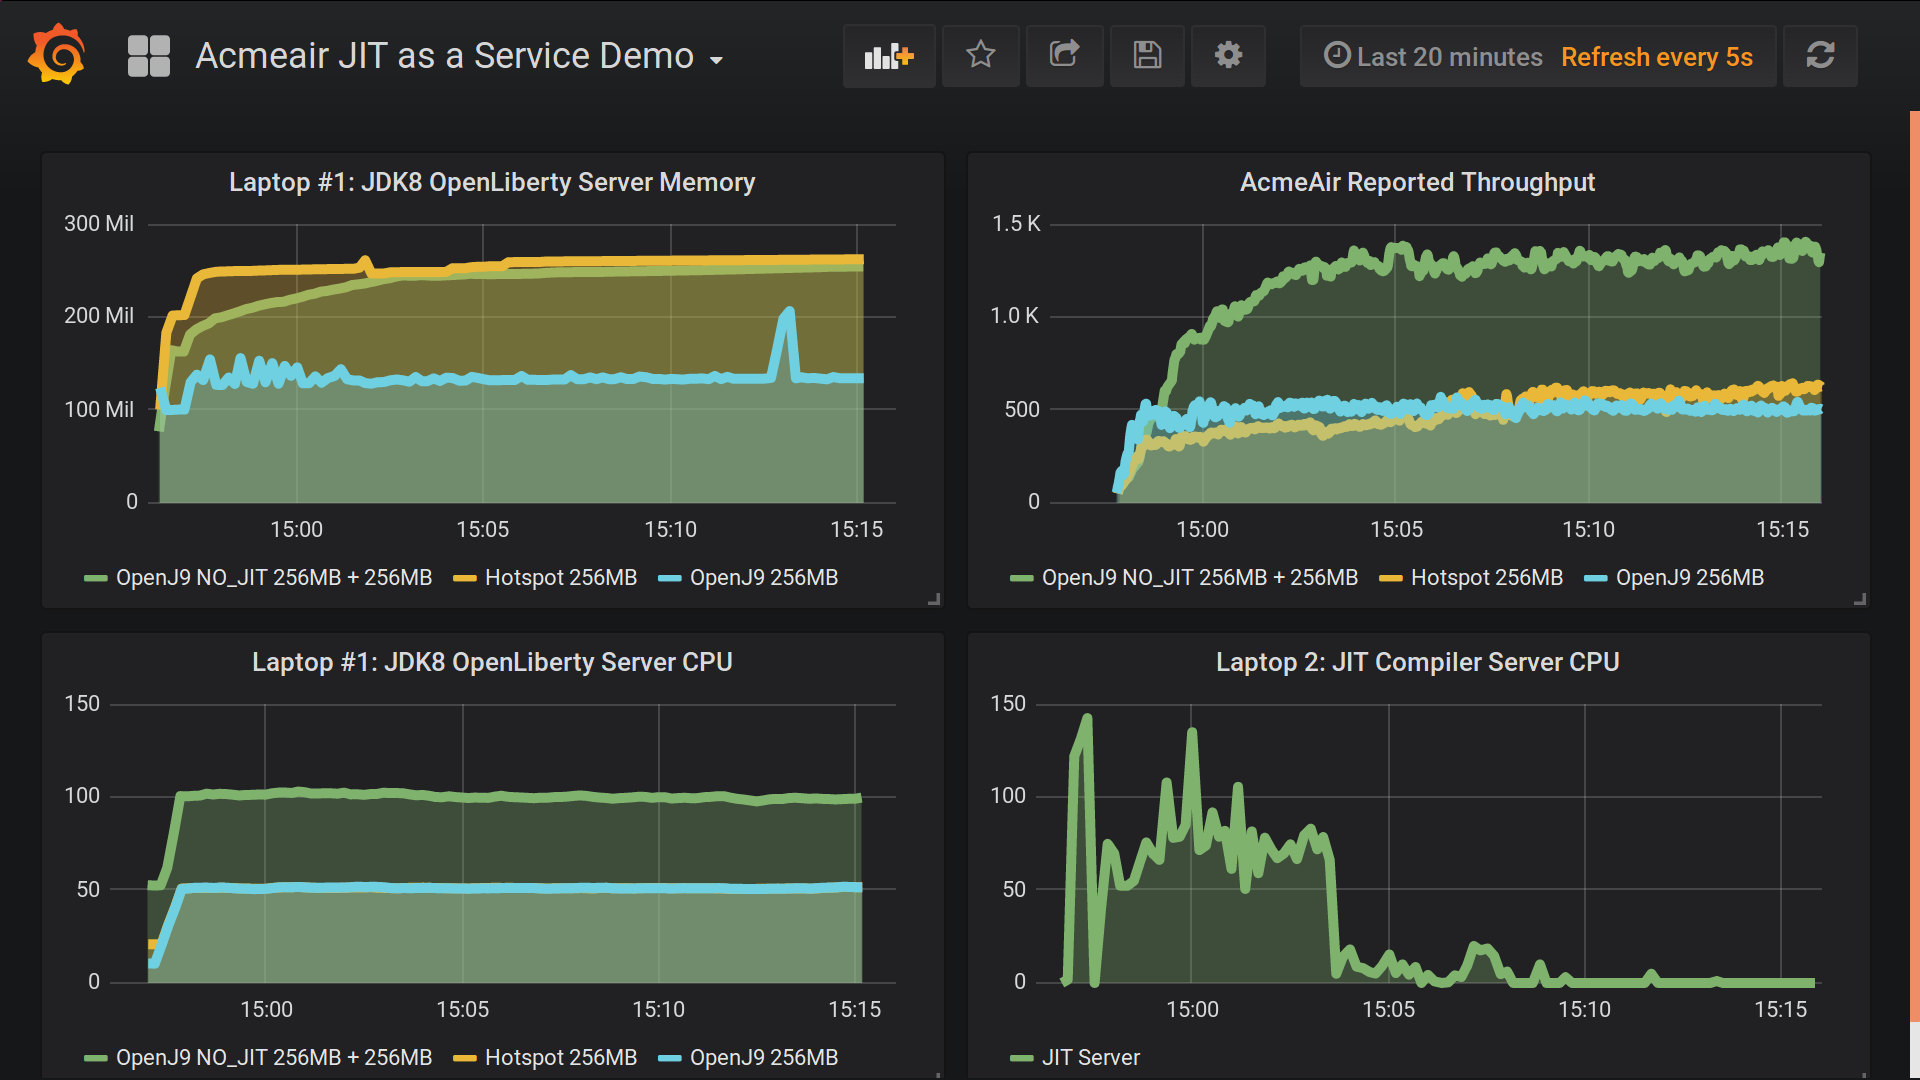 Acmeair JIT as a Service Demo
Last 20 minutes Refresh every 5s
Laptop #1: JDK8 OpenLiberty Server Memory
300 Mil
200 Mil
100 Mil
0
15:00 15:05 15:10 15:15
OpenJ9 NO_JIT 256MB + 256MB Hotspot 256MB OpenJ9 256MB
AcmeAir Reported Throughput
1.5 K
1.0 K
500
0
15:00 15:05 15:10 15:15
OpenJ9 NO_JIT 256MB + 256MB Hotspot 256MB OpenJ9 256MB
Laptop #1: JDK8 OpenLiberty Server CPU
150
100
50
0
15:00 15:05 15:10 15:15
OpenJ9 NO_JIT 256MB + 256MB Hotspot 256MB OpenJ9 256MB
Laptop 2: JIT Compiler Server CPU
150
100
50
0
15:00 15:05 15:10 15:15
JIT Server